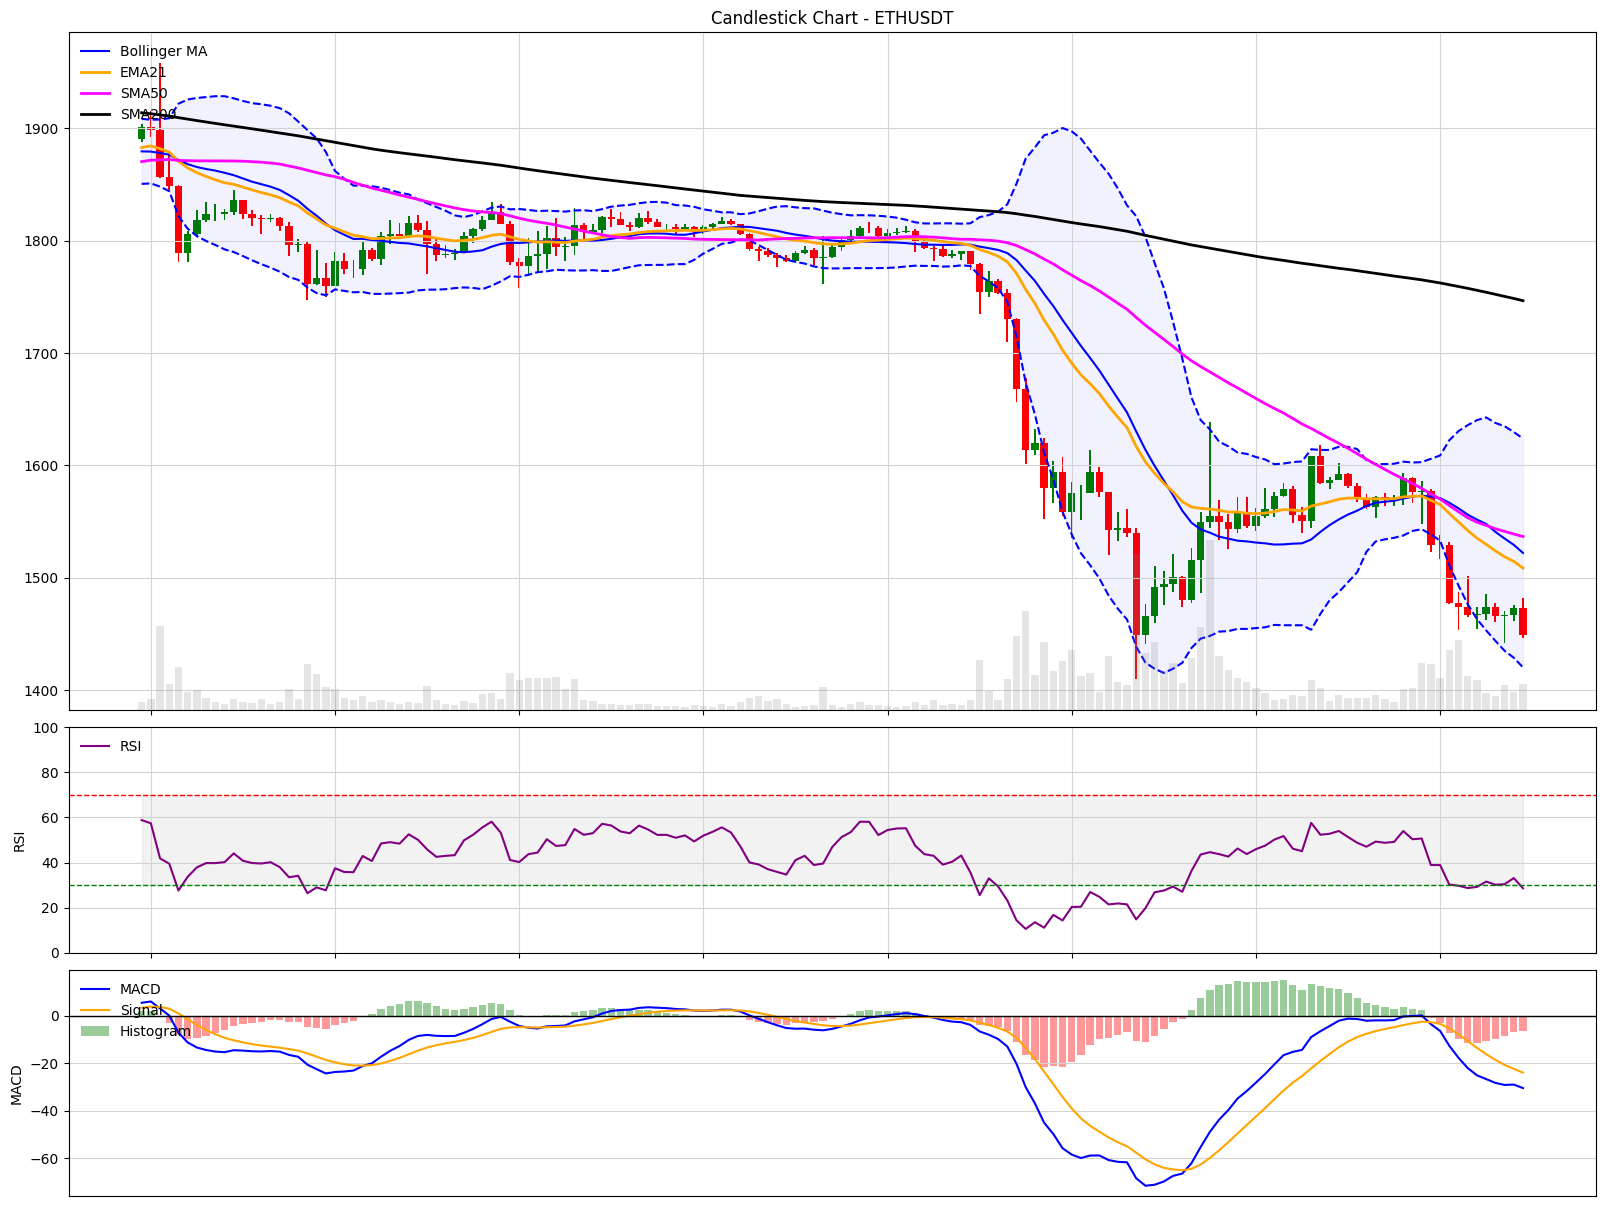 Candlestick Chart - ETHUSDT
Bollinger MA
EMA21
SMA50
SMA200
1900
1800
1700
1600
1500
1400
100
80
60
40
20
0
RSI
RSI
0
−20
−40
−60
MACD
MACD
Signal
Histogram